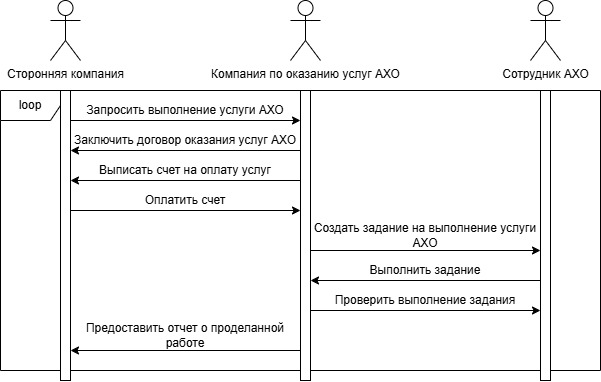 Сторонняя компания
Компания по оказанию услуг АХО
Сотрудник АХО
loop
Запросить выполнение услуги АХО
Заключить договор оказания услуг АХО
Выписать счет на оплату услуг
Оплатить счет
Создать задание на выполнение услуги
АХО
Выполнить задание
Проверить выполнение задания
Предоставить отчет о проделанной
работе